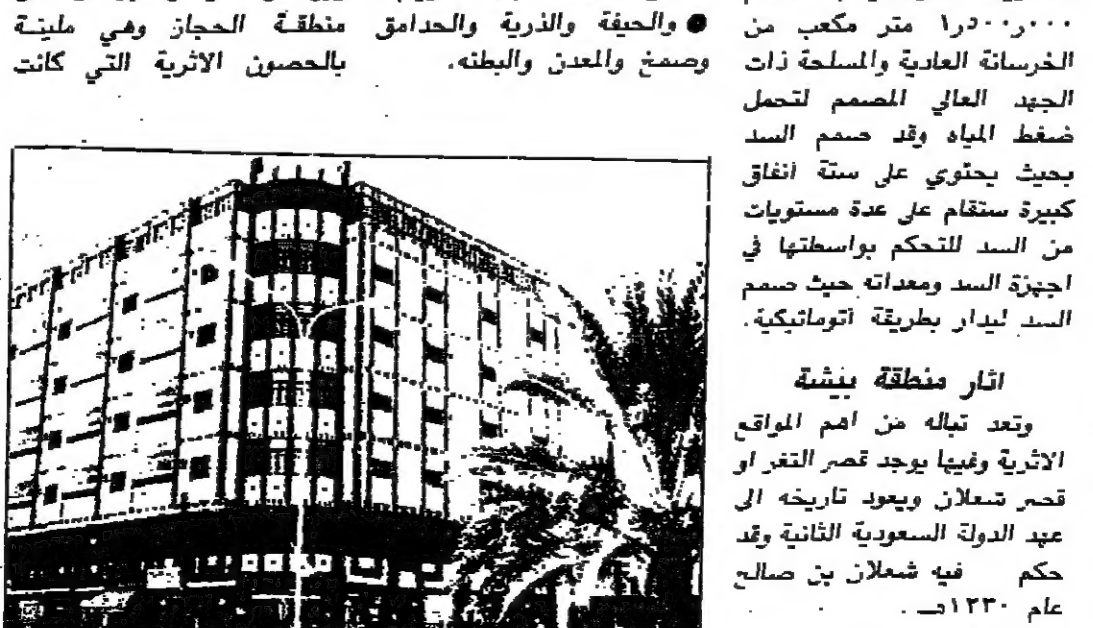 ١٫٥٠٠٫٠٠٠ متر مكعب من
الخرسانة العادية والمسلحة ذات
الجهد العالي المصمم لتحمل
ضغط المياه وقد صمم السد
بحيث يحتوي على ستة انفاق
كبيرة ستقام على عدة مستويات
من السد للتحكم بواسطتها في
اجهزة السد ومعداته حيث صمم
السد ليدار بطريقة أتوماتيكية.
اثار منطقة بيشة
وتعد تباله من اهم المواقع
الاثرية وفيها يوجد قصر الثغر او
قصر شعلان ويعود تاريخه الى
عهد الدولة السعودية الثانية وقد
حكم فيه شعلان بن صالح
عام ١٢٣٠هـ .
● والحيفة والذرية والحدامق
وصمخ والمعدن والبطنه.
منطقة الحجاز وهي مليئة
بالحصون الاثرية التي كانت